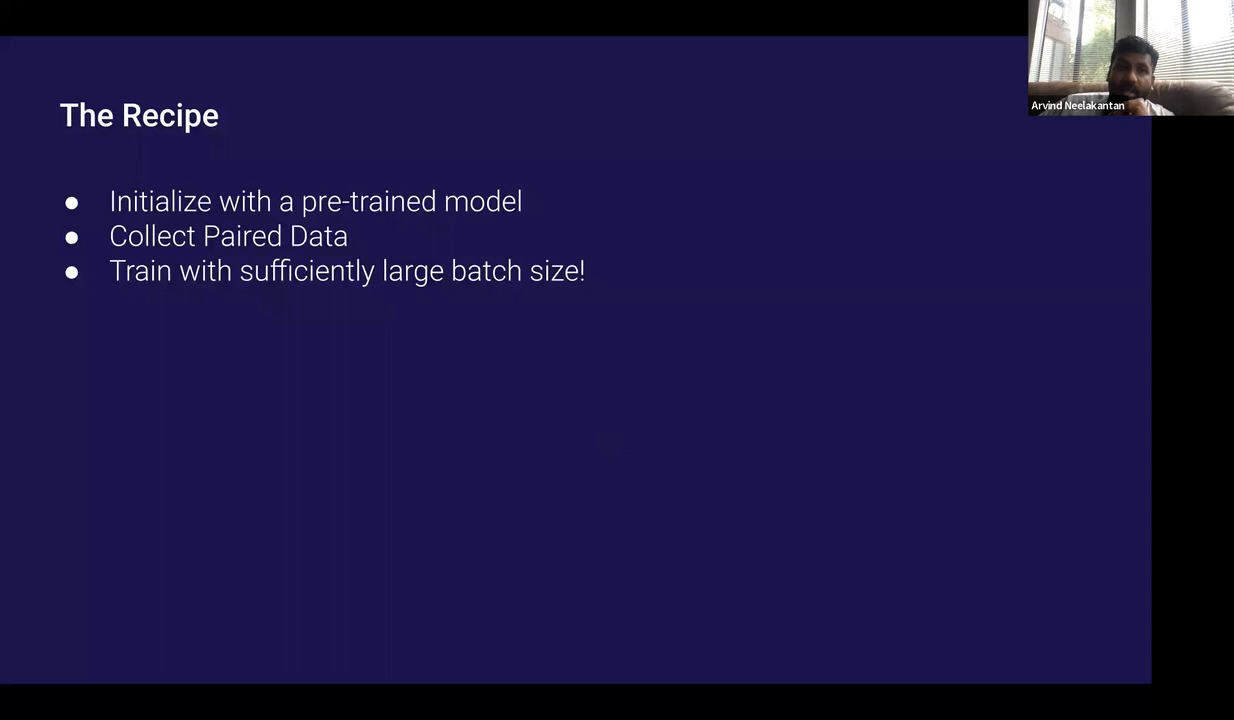 Arvind Neelakantan
The Recipe
● Initialize with a pre-trained model
● Collect Paired Data
● Train with sufficiently large batch size!